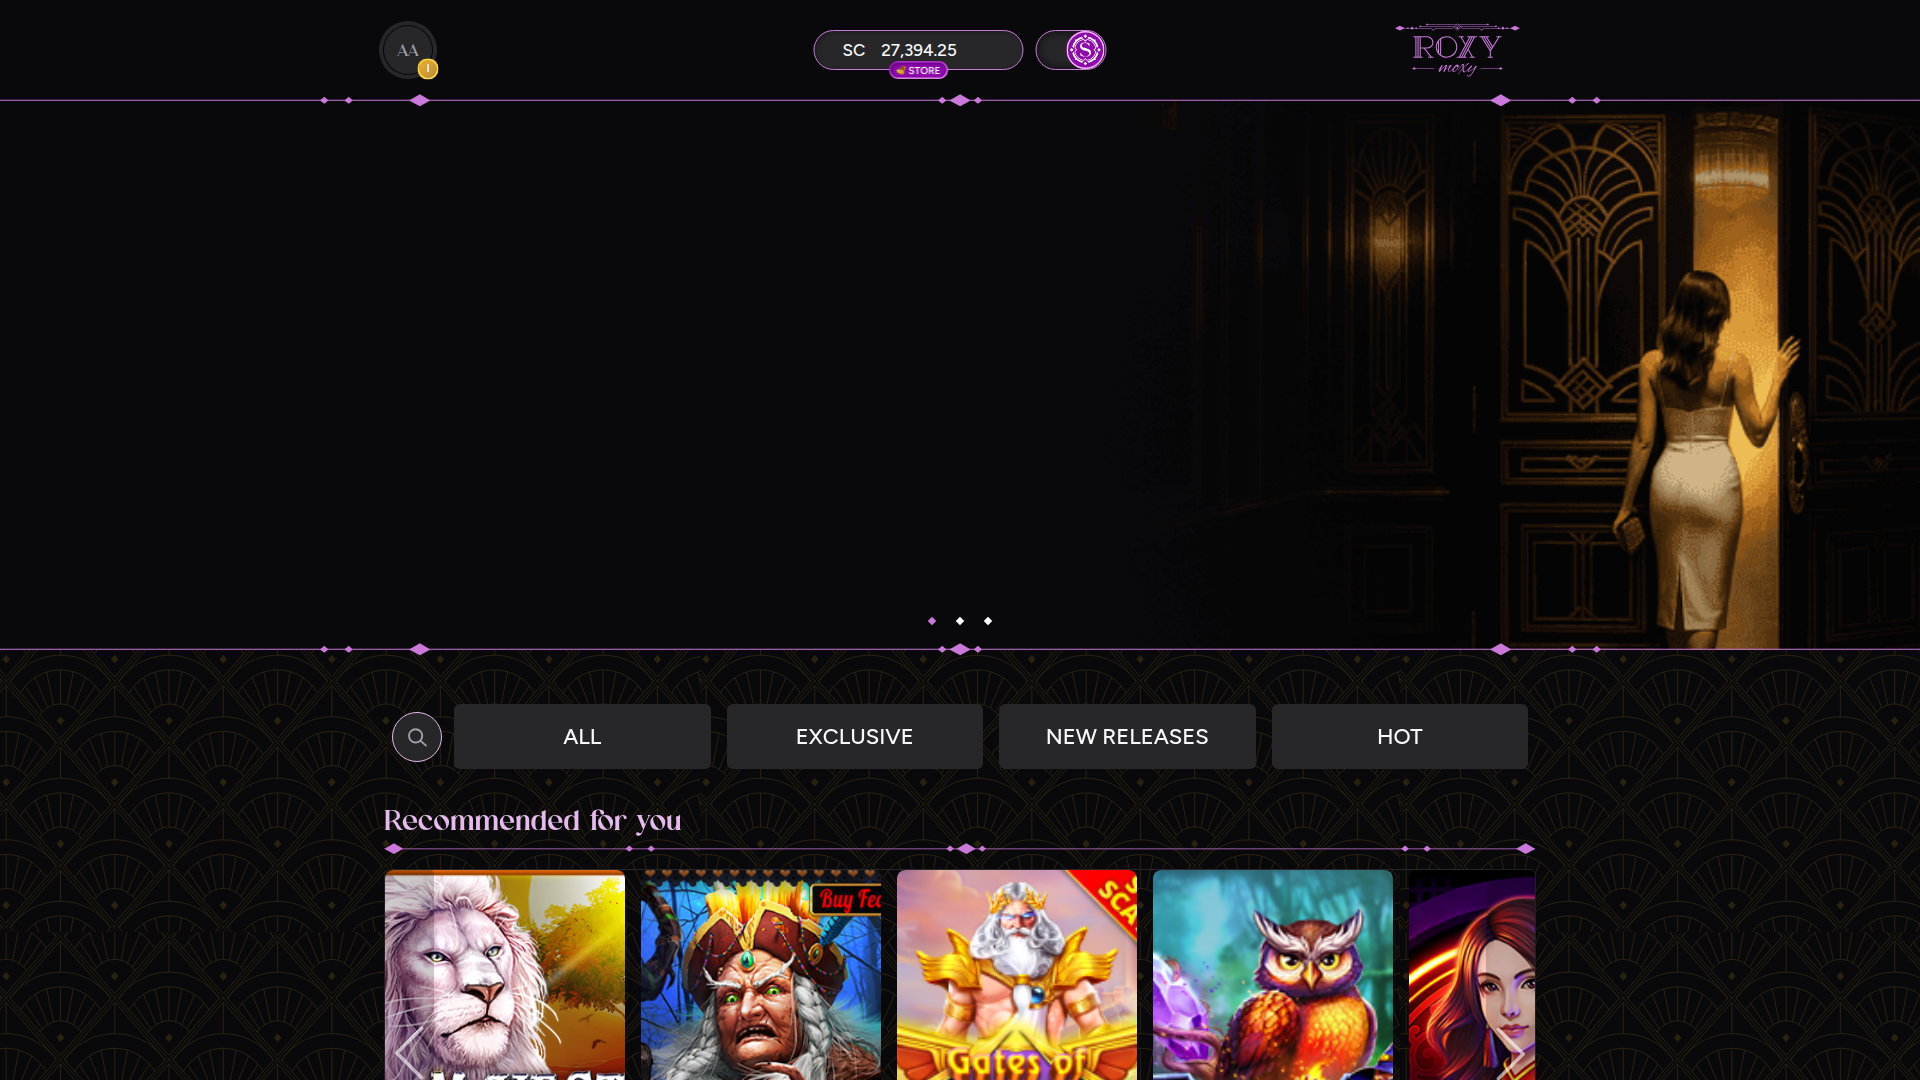 AA
I
SC 27,394.25
STORE
S
ROXY
moxy
ALL
EXCLUSIVE
NEW RELEASES
HOT
Recommended for you
Buy Fea
SCA
Gates of